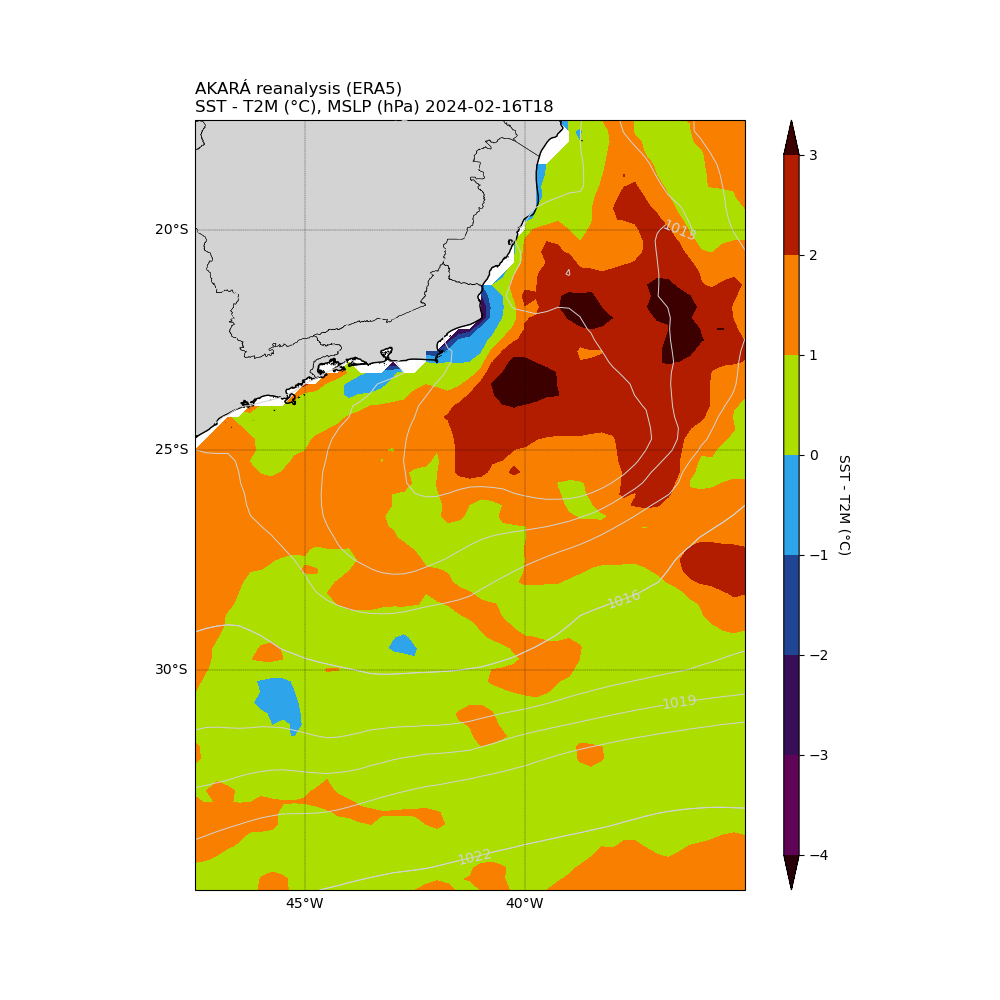 AKARÁ reanalysis (ERA5)
SST - T2M (°C), MSLP (hPa) 2024-02-16T18
20°S
25°S
30°S
45°W
40°W
1013
1016
1019
1022
3
2
1
0
−1
−2
−3
−4
SST - T2M (°C)